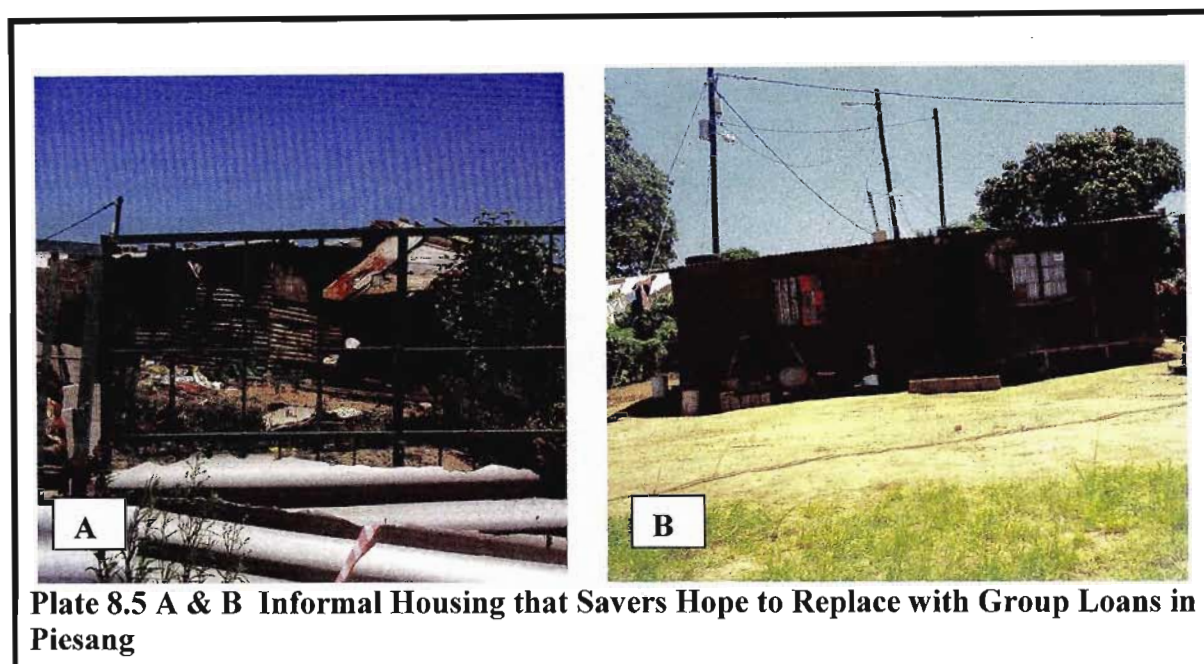 A
B
Plate 8.5 A & B Informal Housing that Savers Hope to Replace with Group Loans in
Piesang